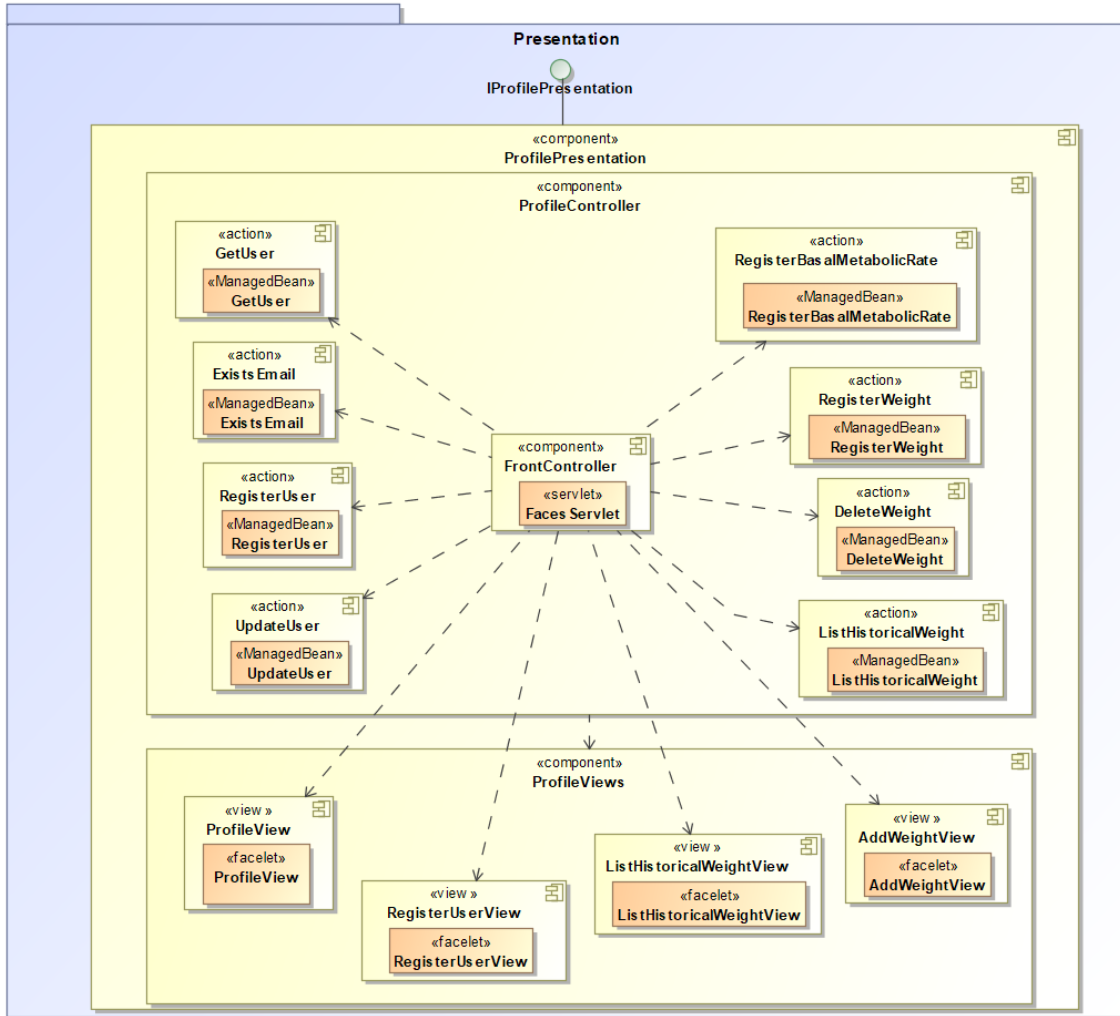 Presentation
IProfilePresentation
«component»
ProfilePresentation
«component»
ProfileController
«action»
GetUser
«ManagedBean»
GetUser
«action»
RegisterBasalMetabolicRate
«ManagedBean»
RegisterBasalMetabolicRate
«action»
ExistsEmail
«ManagedBean»
ExistsEmail
«action»
RegisterWeight
«ManagedBean»
RegisterWeight
«component»
FrontController
«servlet»
Faces Servlet
«action»
RegisterUser
«ManagedBean»
RegisterUser
«action»
DeleteWeight
«ManagedBean»
DeleteWeight
«action»
UpdateUser
«ManagedBean»
UpdateUser
«action»
ListHistoricalWeight
«ManagedBean»
ListHistoricalWeight
«component»
ProfileViews
«view »
ProfileView
«facelet»
ProfileView
«view »
RegisterUserView
«facelet»
RegisterUserView
«view »
ListHistoricalWeightView
«facelet»
ListHistoricalWeightView
«view »
AddWeightView
«facelet»
AddWeightView